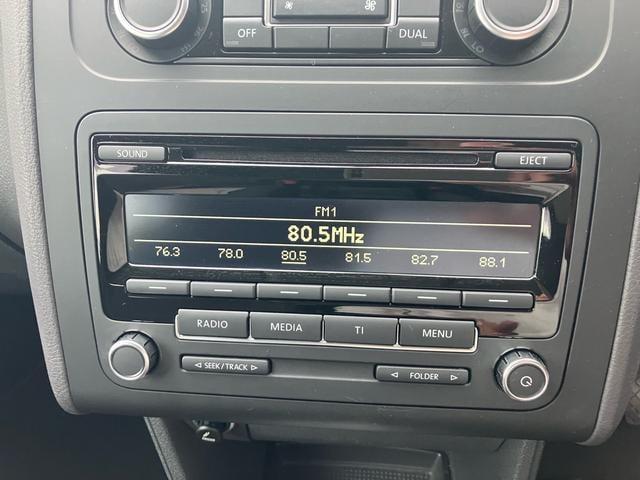 OFF DUAL
SOUND EJECT
FM1
80.5MHz
76.3 78.0 80.5 81.5 82.7 88.1
RADIO MEDIA TI MENU
SEEK / TRACK FOLDER